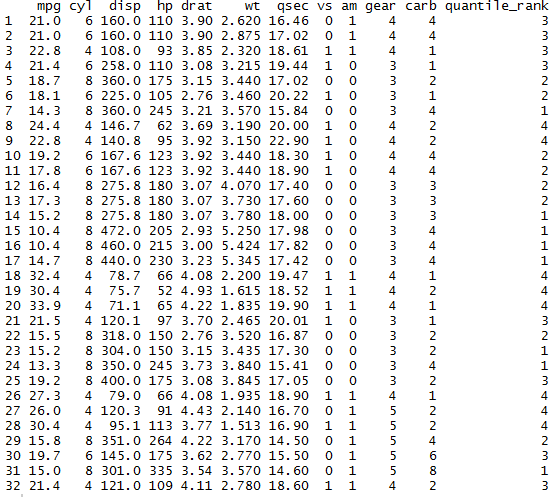 mpg cyl disp hp drat wt qsec vs am gear carb quantile_rank
1 21.0 6 160.0 110 3.90 2.620 16.46 0 1 4 4 3
2 21.0 6 160.0 110 3.90 2.875 17.02 0 1 4 4 3
3 22.8 4 108.0 93 3.85 2.320 18.61 1 1 4 1 3
4 21.4 6 258.0 110 3.08 3.215 19.44 1 0 3 1 3
5 18.7 8 360.0 175 3.15 3.440 17.02 0 0 3 2 2
6 18.1 6 225.0 105 2.76 3.460 20.22 1 0 3 1 2
7 14.3 8 360.0 245 3.21 3.570 15.84 0 0 3 4 1
8 24.4 4 146.7 62 3.69 3.190 20.00 1 0 4 2 4
9 22.8 4 140.8 95 3.92 3.150 22.90 1 0 4 2 4
10 19.2 6 167.6 123 3.92 3.440 18.30 1 0 4 4 2
11 17.8 6 167.6 123 3.92 3.440 18.90 1 0 4 4 2
12 16.4 8 275.8 180 3.07 4.070 17.40 0 0 3 3 2
13 17.3 8 275.8 180 3.07 3.730 17.60 0 0 3 3 2
14 15.2 8 275.8 180 3.07 3.780 18.00 0 0 3 3 1
15 10.4 8 472.0 205 2.93 5.250 17.98 0 0 3 4 1
16 10.4 8 460.0 215 3.00 5.424 17.82 0 0 3 4 1
17 14.7 8 440.0 230 3.23 5.345 17.42 0 0 3 4 1
18 32.4 4 78.7 66 4.08 2.200 19.47 1 1 4 1 4
19 30.4 4 75.7 52 4.93 1.615 18.52 1 1 4 2 4
20 33.9 4 71.1 65 4.22 1.835 19.90 1 1 4 1 4
21 21.5 4 120.1 97 3.70 2.465 20.01 1 0 3 1 3
22 15.5 8 318.0 150 2.76 3.520 16.87 0 0 3 2 2
23 15.2 8 304.0 150 3.15 3.435 17.30 0 0 3 2 1
24 13.3 8 350.0 245 3.73 3.840 15.41 0 0 3 4 1
25 19.2 8 400.0 175 3.08 3.845 17.05 0 0 3 2 3
26 27.3 4 79.0 66 4.08 1.935 18.90 1 1 4 1 4
27 26.0 4 120.3 91 4.43 2.140 16.70 0 1 5 2 4
28 30.4 4 95.1 113 3.77 1.513 16.90 1 1 5 2 4
29 15.8 8 351.0 264 4.22 3.170 14.50 0 1 5 4 2
30 19.7 6 145.0 175 3.62 2.770 15.50 0 1 5 6 3
31 15.0 8 301.0 335 3.54 3.570 14.60 0 1 5 8 1
32 21.4 4 121.0 109 4.11 2.780 18.60 1 1 4 2 3